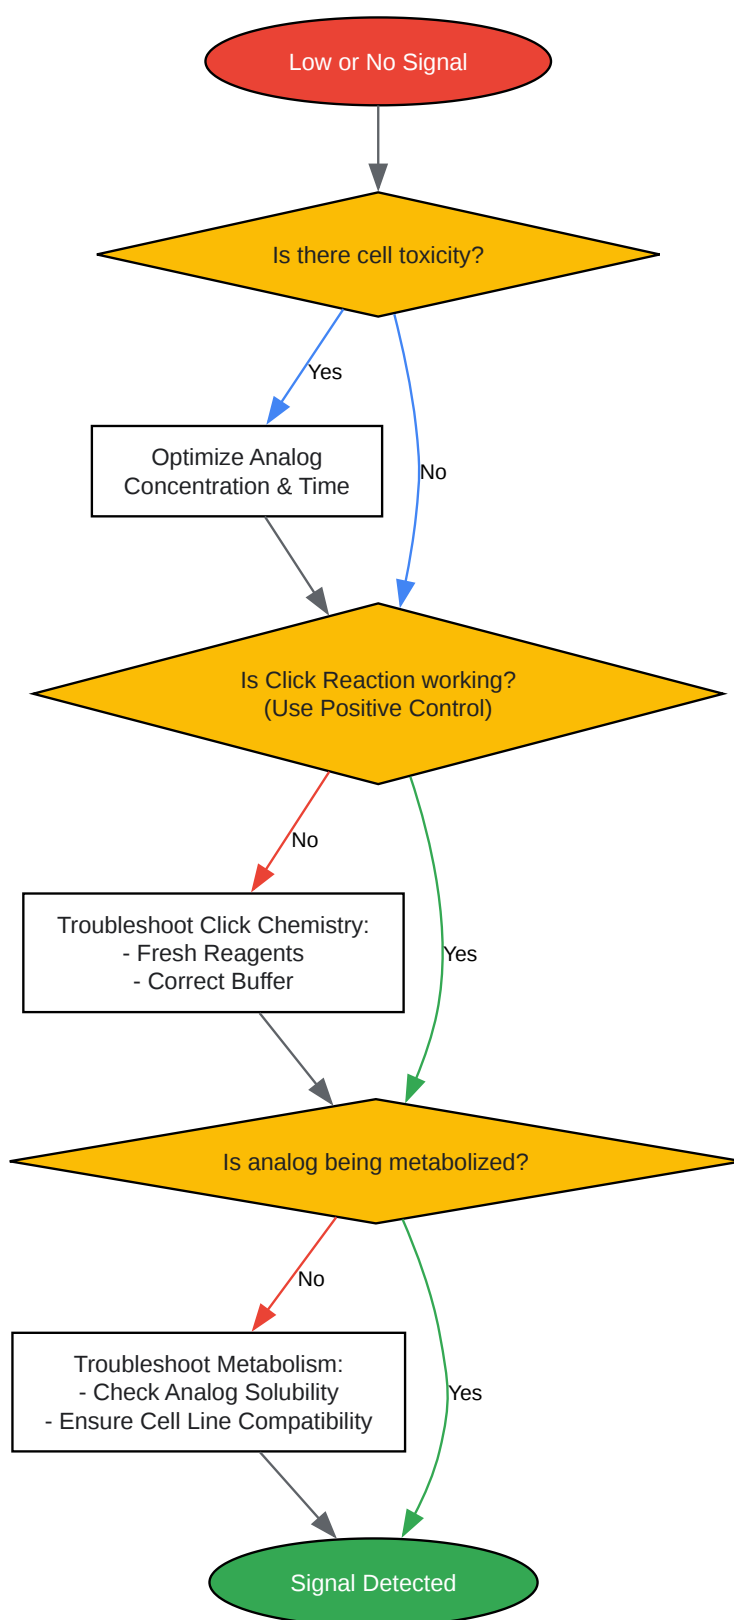 Low or No Signal
Is there cell toxicity?
Yes
Optimize Analog
Concentration & Time
No
Is Click Reaction working?
(Use Positive Control)
No
Troubleshoot Click Chemistry:
- Fresh Reagents
- Correct Buffer
Yes
Is analog being metabolized?
No
Troubleshoot Metabolism:
- Check Analog Solubility
- Ensure Cell Line Compatibility
Yes
Signal Detected